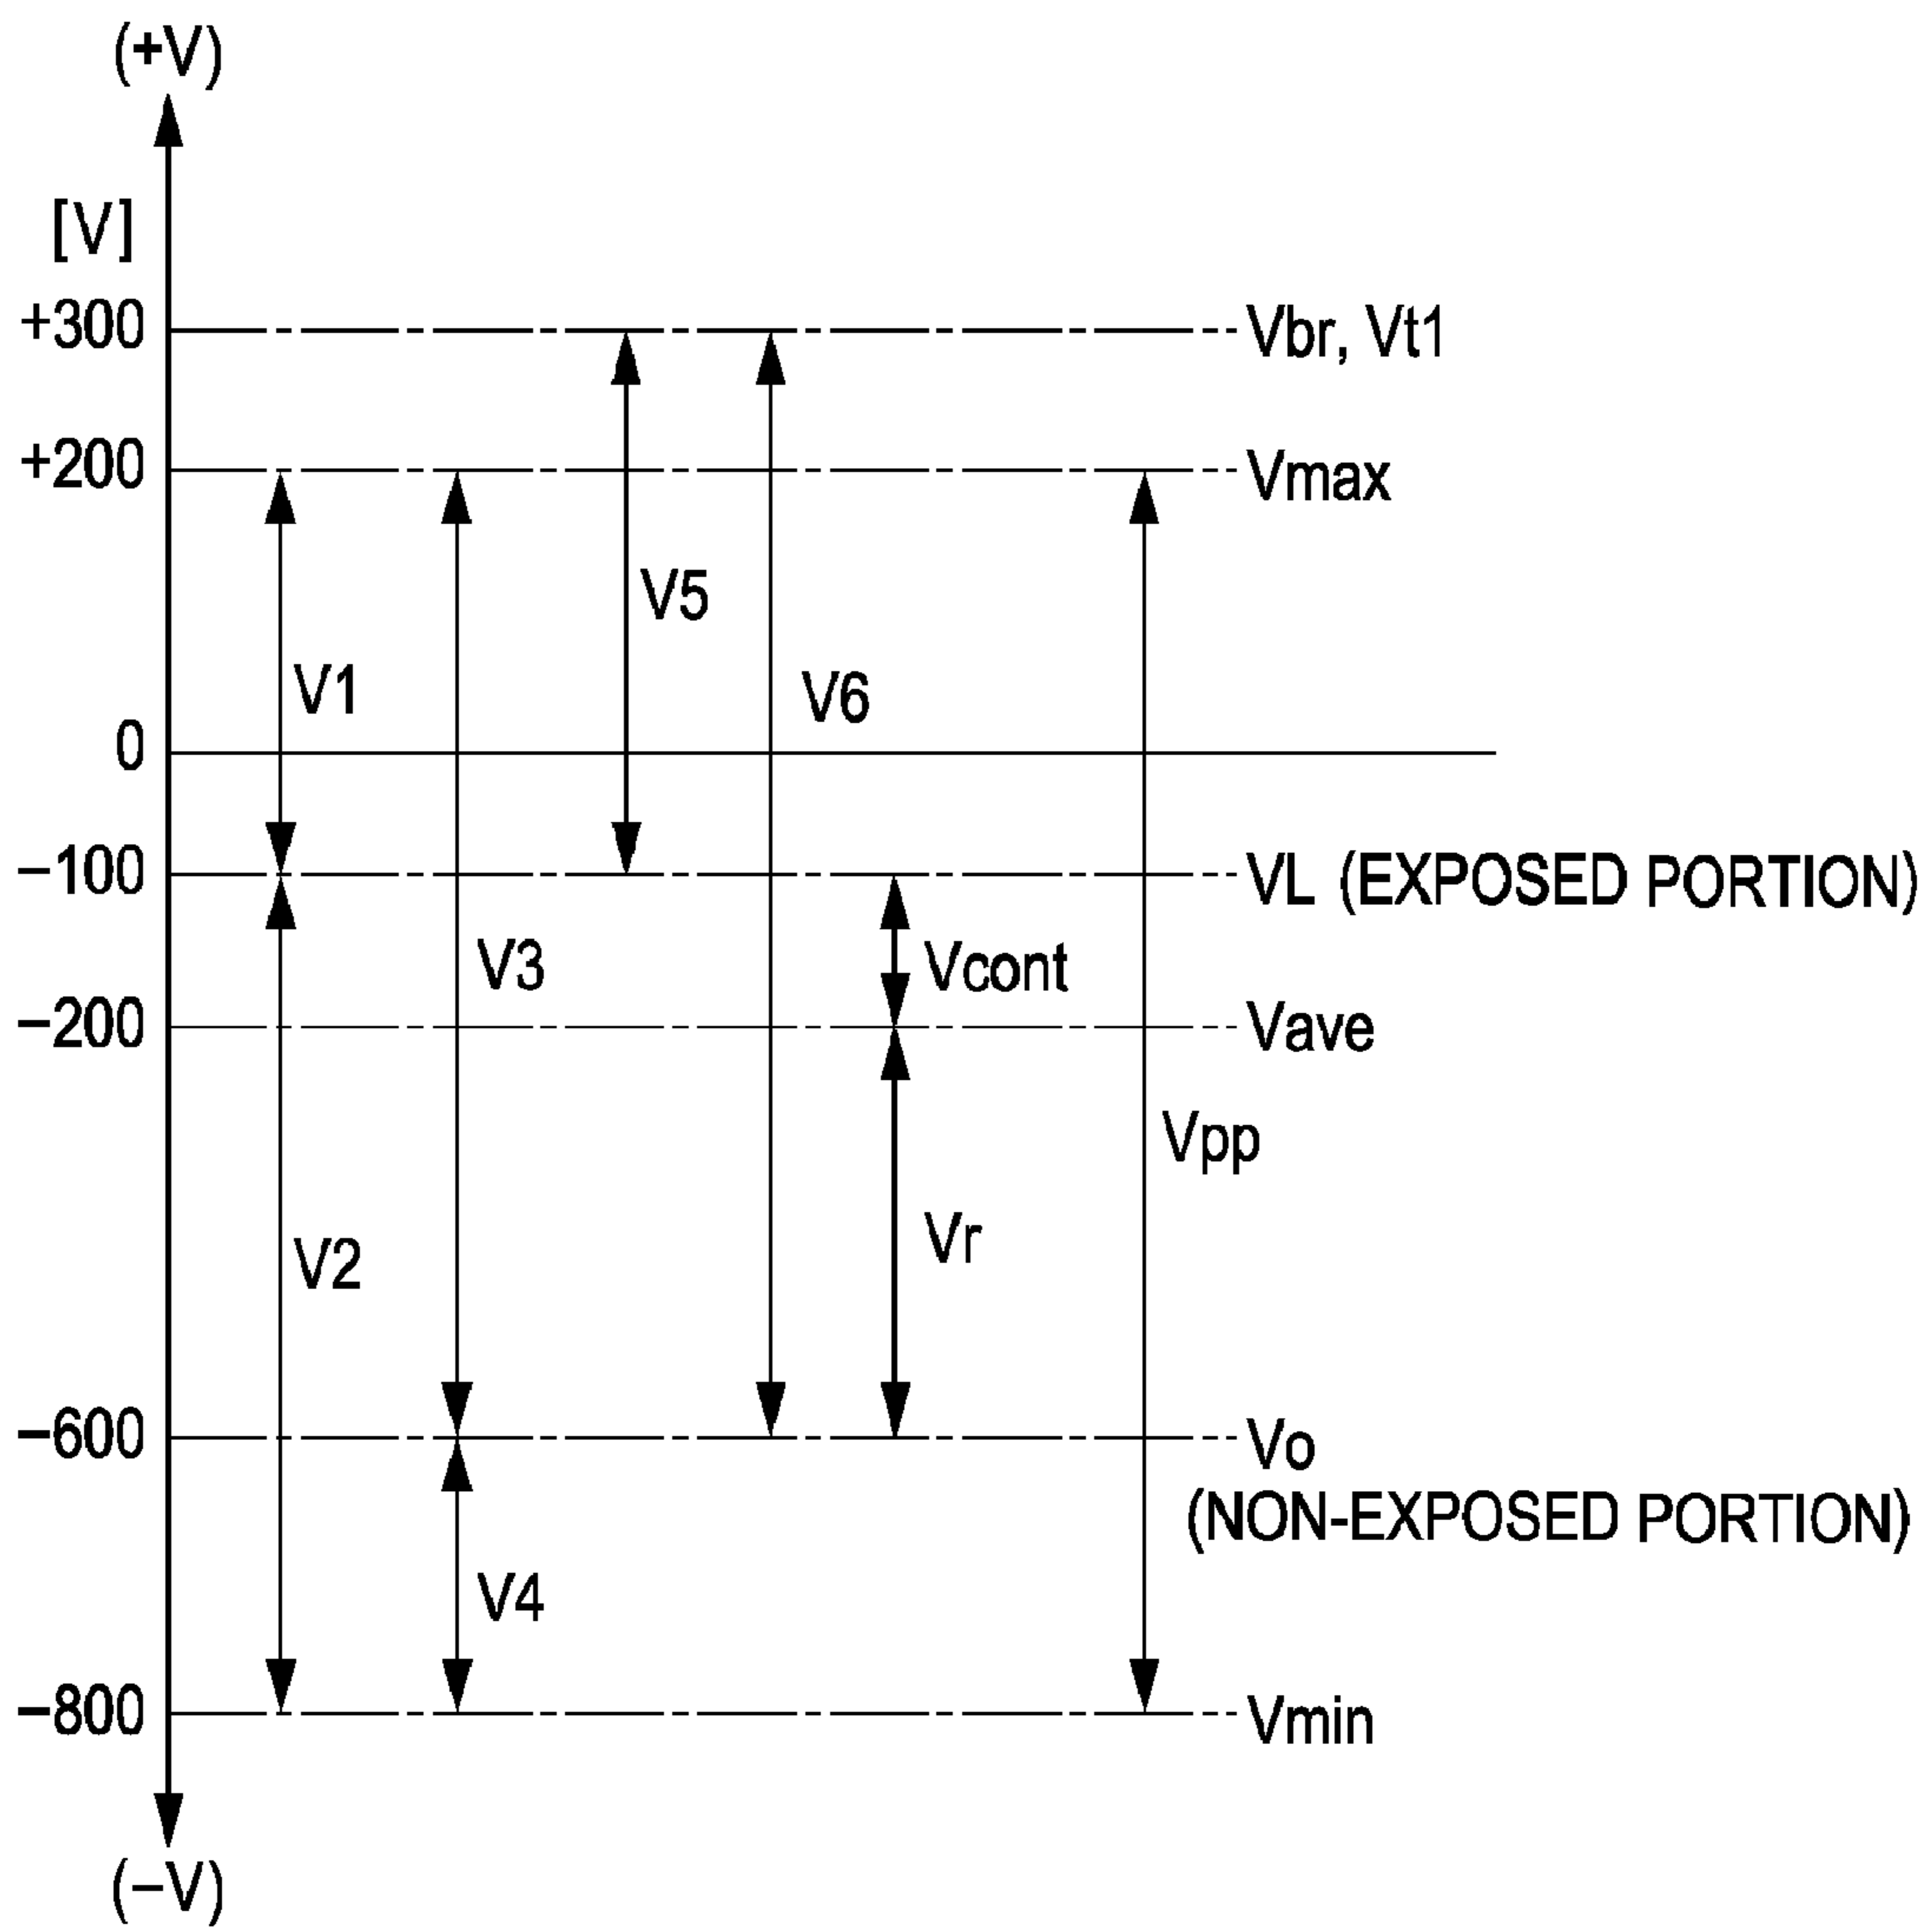 (+V)
[V]
+300
Vbr, Vt1
+200
Vmax
V5
V1
V6
0
−100
VL (EXPOSED PORTION)
V3
Vcont
−200
Vave
Vpp
Vr
V2
−600
Vo
(NON-EXPOSED PORTION)
V4
−800
Vmin
(−V)